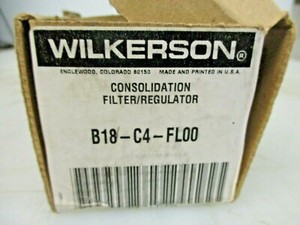 WILKERSON®
ENGLEWOOD, COLORADO 80150 MADE AND PRINTED IN U.S.A.
CONSOLIDATION
FILTER/REGULATOR
B18-C4-FL00